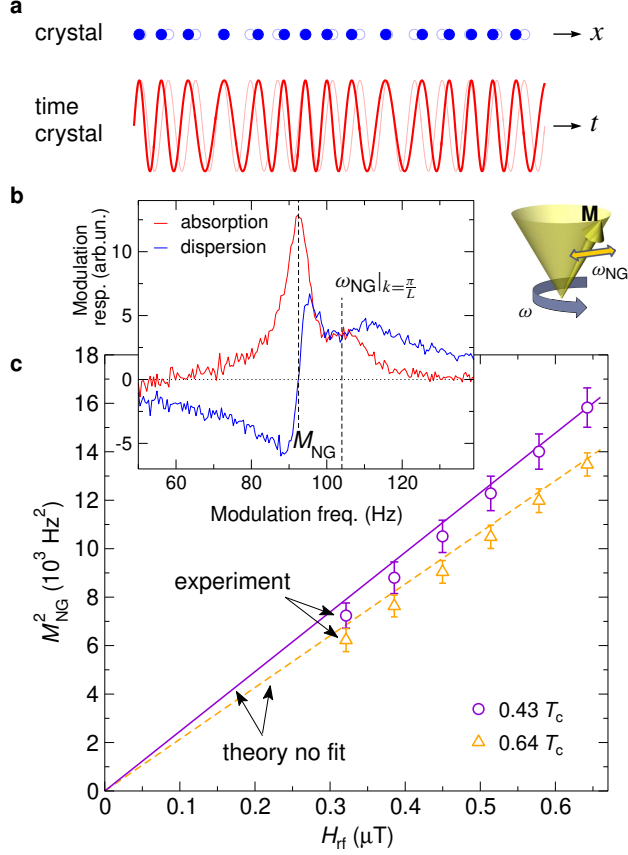 a
crystal
x
time
crystal
t
b
absorption
dispersion
Modulation
resp. (arb.un.)
10
5
0
-5
ω_NG|_{k=π/L}
M_NG
60
80
100
120
Modulation freq. (Hz)
M
ω_NG
ω
c
18
16
14
12
10
8
6
4
2
0
M²_NG (10³ Hz²)
experiment
theory no fit
0.43 T_c
0.64 T_c
0
0.1
0.2
0.3
0.4
0.5
0.6
H_rf (μT)